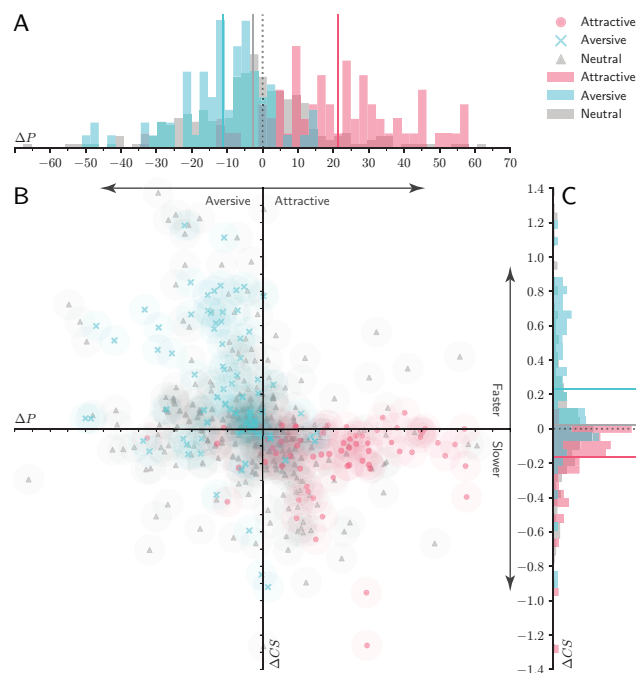 A
Attractive
Aversive
Neutral
Attractive
Aversive
Neutral
ΔP
−60 −50 −40 −30 −20 −10 0 10 20 30 40 50 60 70
B
Aversive Attractive
C
1.4
1.2
1.0
0.8
0.6
0.4
0.2
0
−0.2
−0.4
−0.6
−0.8
−1.0
−1.2
−1.4
ΔP
Faster
Slower
ΔCS
ΔCS